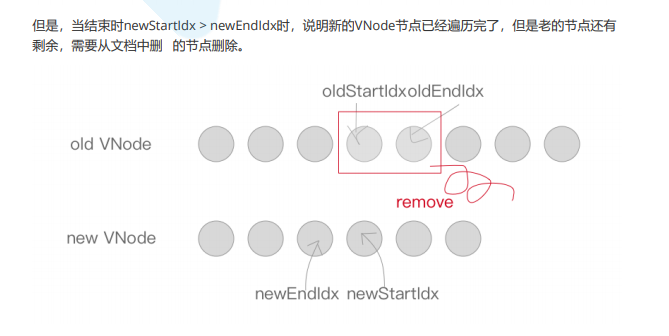 但是，当结束时newStartIdx > newEndIdx时，说明新的VNode节点已经遍历完了，但是老的节点还有
剩余，需要从文档中删 的节点删除。
oldStartIdxoldEndIdx
old VNode
remove
new VNode
newEndIdx newStartIdx